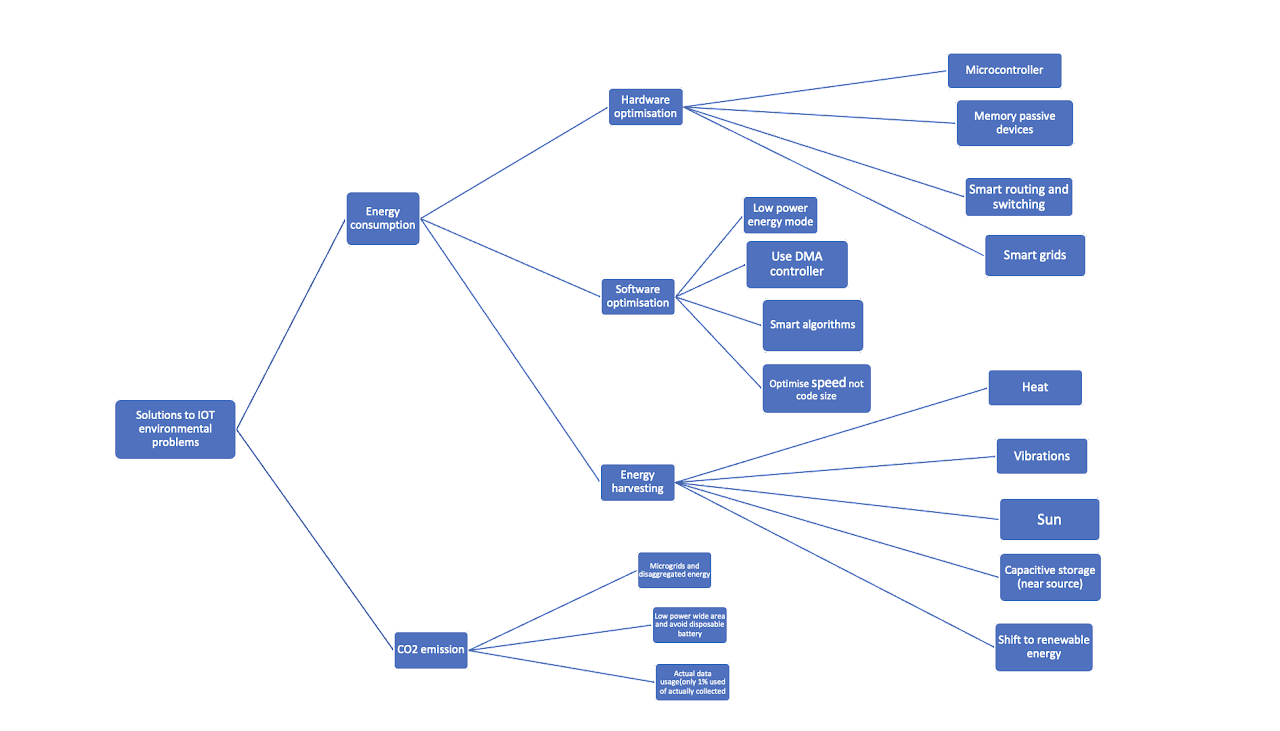 Solutions to IOT
environmental
problems
Energy
consumption
Hardware
optimisation
Microcontroller
Memory passive
devices
Smart routing and
switching
Smart grids
Software
optimisation
Low power
energy mode
Use DMA
controller
Smart algorithms
Optimise speed not
code size
Energy
harvesting
Heat
Vibrations
Sun
Capacitive storage
(near source)
Shift to renewable
energy
CO2 emission
Microgrids and
disaggregated energy
Low power wide area
and avoid disposable
battery
Actual data
usage(only 1% used
of actually collected